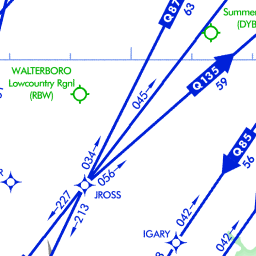 Q87
63
Summer
(DYB
WALTERBORO
Lowcountry Rgnl
(RBW)
Q135
59
045
034
056
Q85
56
227
213
JROSS
042
IGARY
042